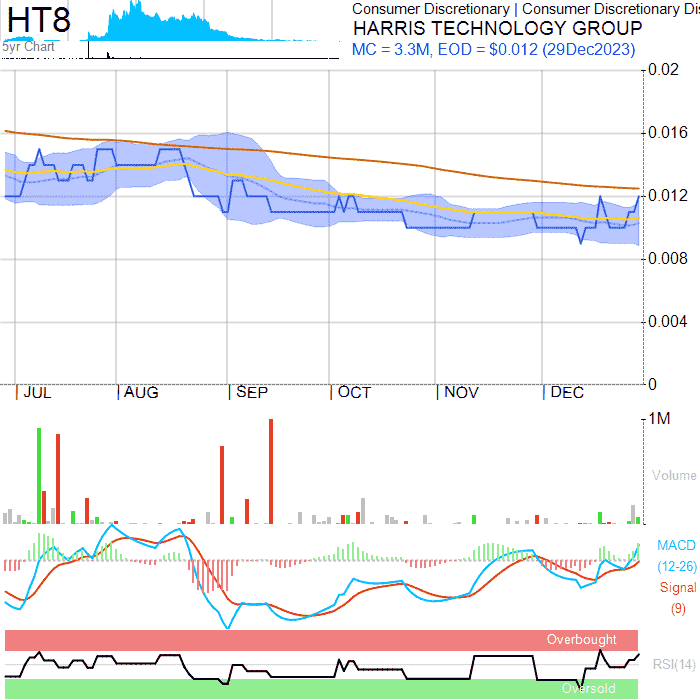 HT8
Consumer Discretionary | Consumer Discretionary Dis
HARRIS TECHNOLOGY GROUP
5yr Chart
MC = 3.3M, EOD = $0.012 (29Dec2023)
0.02
0.016
0.012
0.008
0.004
0
JUL AUG SEP OCT NOV DEC
1M
Volume
MACD
(12-26)
Signal
(9)
Overbought
RSI(14)
Oversold